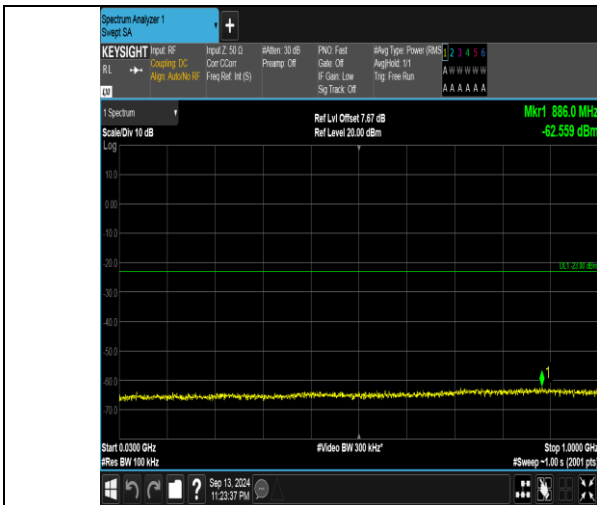 Spectrum Analyzer 1
Swept SA
+
KEYSIGHT Input: RF Input Z: 50 Ω #Atten: 30 dB PNO: Fast #Avg Type: Power (RMS 1 2 3 4 5 6
RL Coupling: DC Corr CCorr Preamp: Off Gate: Off Avg|Hold: 1/1 A W W W W W
Align: Auto/No RF Freq Ref: Int (S) IF Gain: Low Trig: Free Run
LXI Sig Track: Off A A A A A A
1 Spectrum Ref Lvl Offset 7.67 dB Mkr1 886.0 MHz
Scale/Div 10 dB Ref Level 20.00 dBm -62.559 dBm
Log
10.0
0.00
-10.0
-20.0
DL1 -23.00 dBm
-30.0
-40.0
-50.0
1
-60.0
-70.0
Start 0.0300 GHz #Video BW 300 kHz* Stop 1.0000 GHz
#Res BW 100 kHz #Sweep ~1.00 s (2001 pts)
? Sep 13, 2024
11:23:37 PM